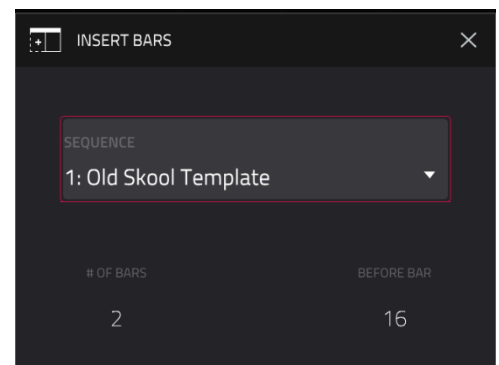 INSERT BARS
SEQUENCE
1: Old Skool Template
# OF BARS BEFORE BAR
2 16